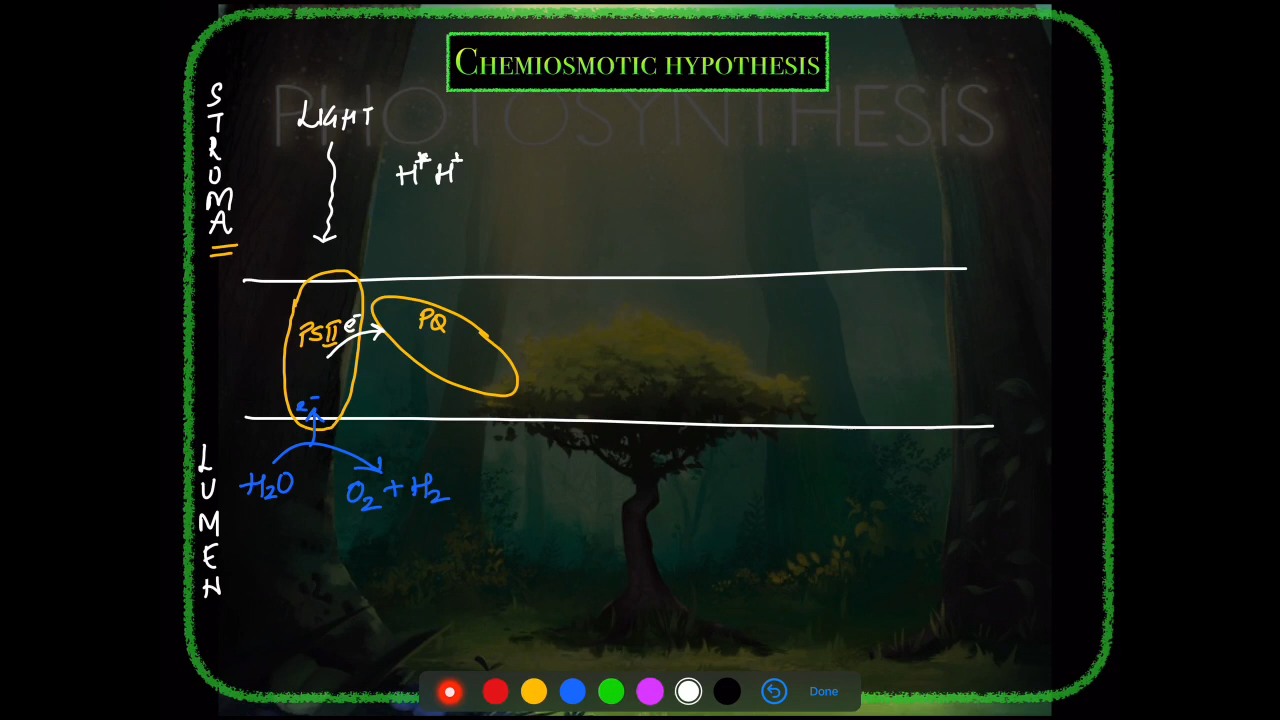 CHEMIOSMOTIC HYPOTHESIS
PHOTOSYNTHESIS
STROMA
LIGHT
H⁺ H⁺
PSII e⁻
PQ
e⁻
LUMEN
H₂O
O₂ + H₂
Done